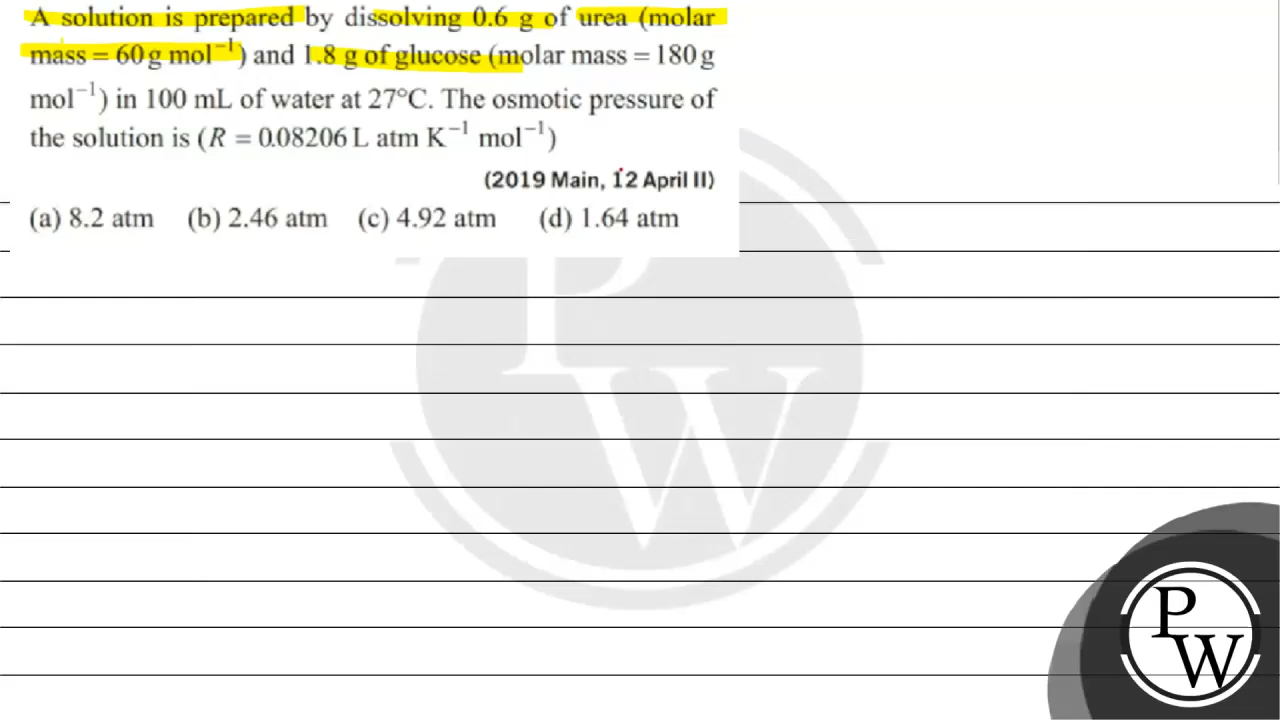 A solution is prepared by dissolving 0.6 g of urea (molar
mass = 60 g mol⁻¹) and 1.8 g of glucose (molar mass = 180 g
mol⁻¹) in 100 mL of water at 27°C. The osmotic pressure of
the solution is (R = 0.08206 L atm K⁻¹ mol⁻¹)
(2019 Main, 12 April II)
(a) 8.2 atm (b) 2.46 atm (c) 4.92 atm (d) 1.64 atm
P
W
P
W